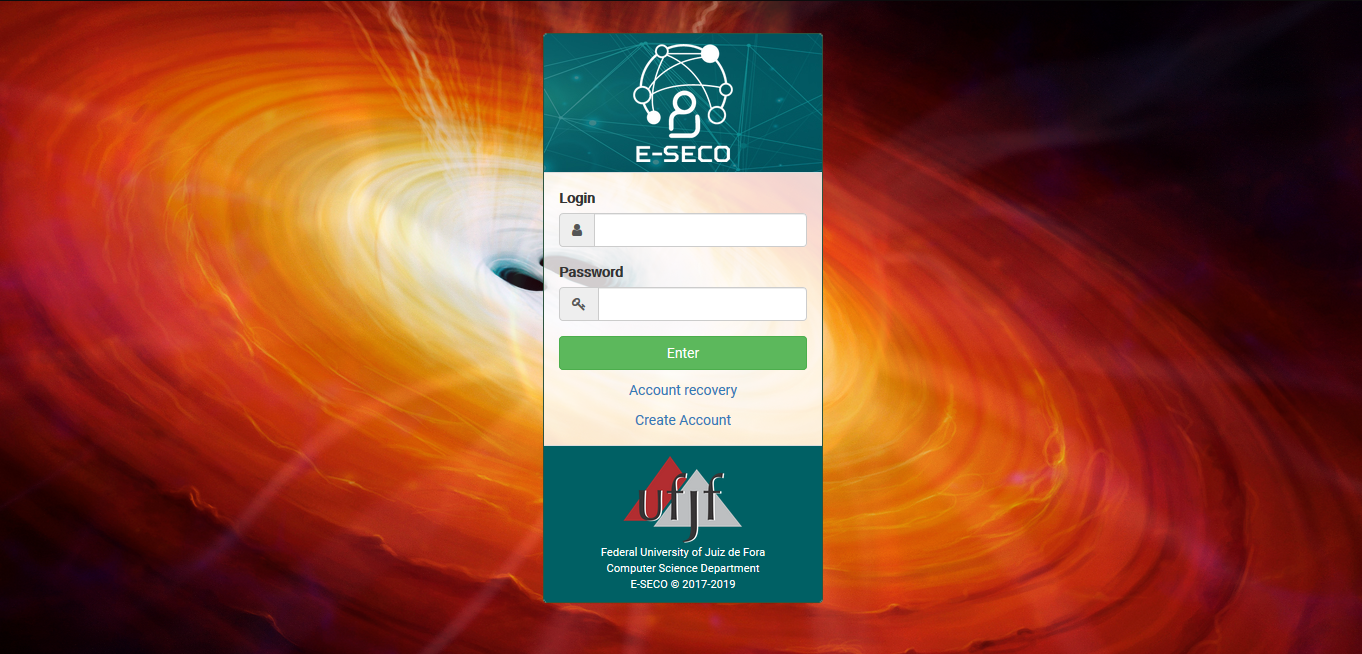 E-SECO
Login
Password
Enter
Account recovery
Create Account
ufjf
Federal University of Juiz de Fora
Computer Science Department
E-SECO © 2017-2019